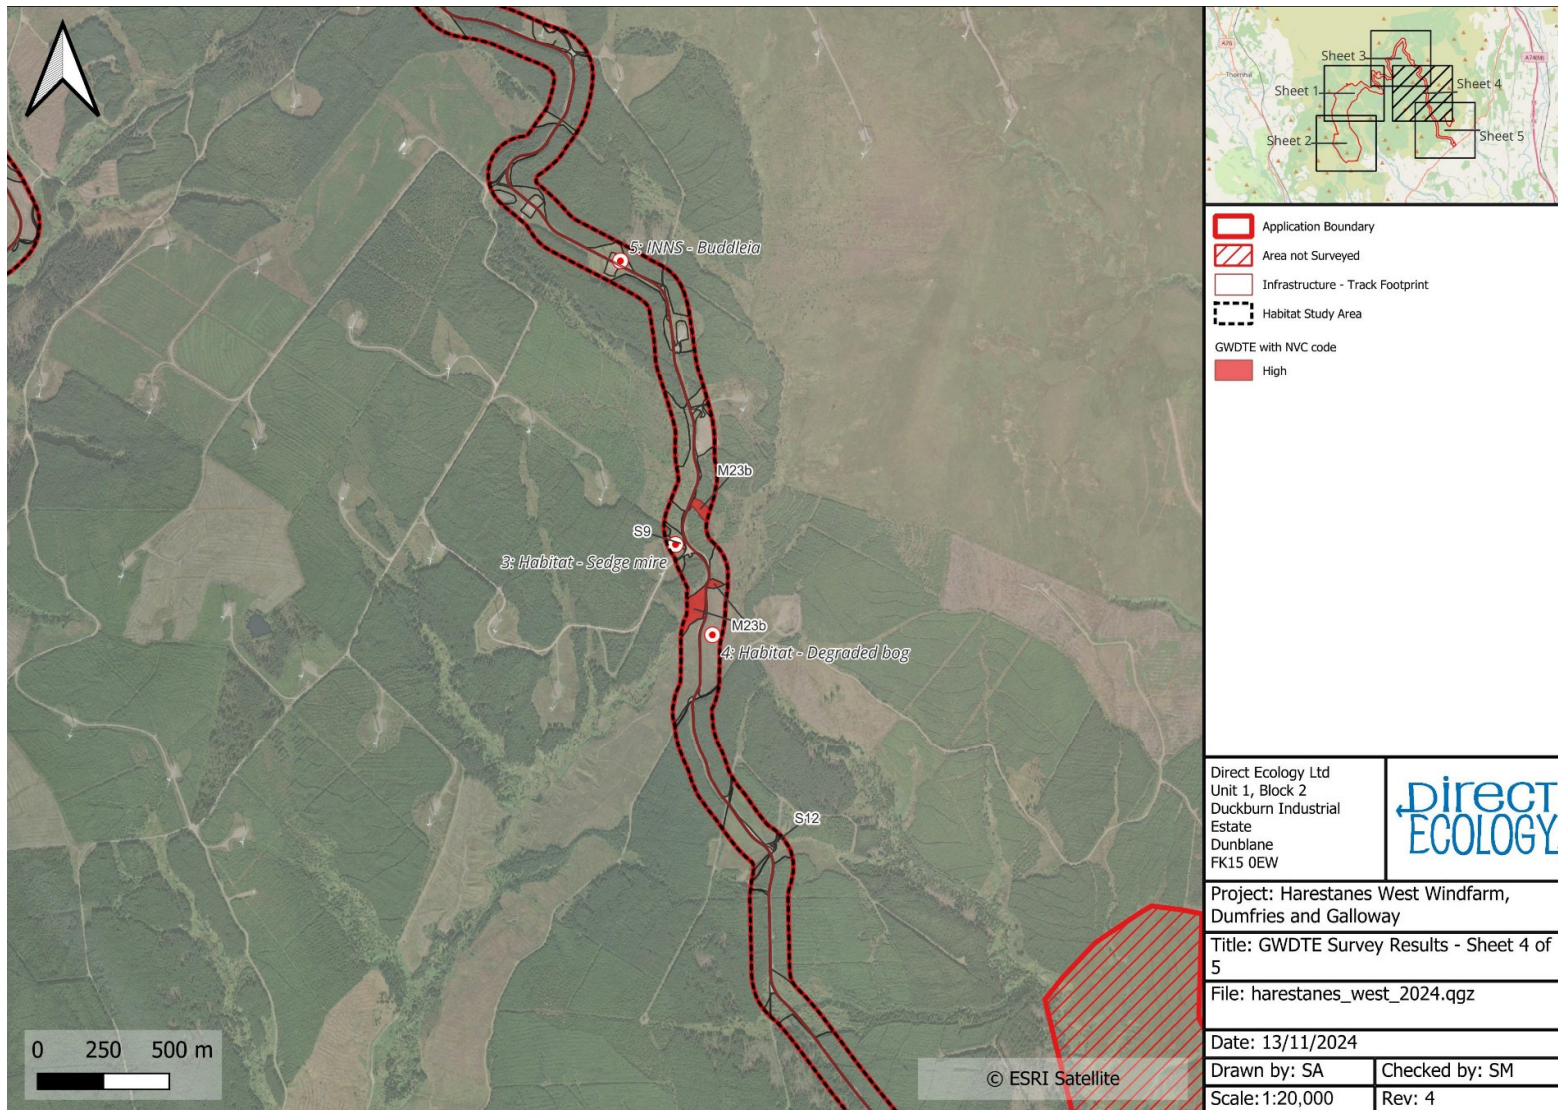 5: INNS - Buddleia
M23b
S9
3: Habitat - Sedge mire
M23b
4: Habitat - Degraded bog
S12
0 250 500 m
© ESRI Satellite
A76
Thornhill
A74(M)
Sheet 3
Sheet 1
Sheet 4
Sheet 2
Sheet 5
Application Boundary
Area not Surveyed
Infrastructure - Track Footprint
Habitat Study Area
GWDTE with NVC code
High
Direct Ecology Ltd
Unit 1, Block 2
Duckburn Industrial
Estate
Dunblane
FK15 0EW
Direct
ECOLOGY
Project: Harestanes West Windfarm,
Dumfries and Galloway
Title: GWDTE Survey Results - Sheet 4 of
5
File: harestanes_west_2024.qgz
Date: 13/11/2024
Drawn by: SA
Checked by: SM
Scale: 1:20,000
Rev: 4